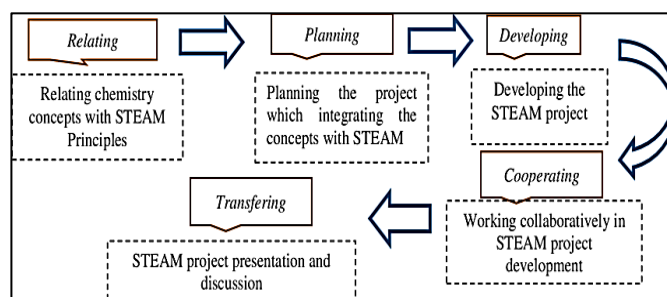 Relating
Relating chemistry
concepts with STEAM
Principles
Planning
Planning the project
which integrating the
concepts with STEAM
Developing
Developing the
STEAM project
Cooperating
Working collaboratively in
STEAM project
development
Transfering
STEAM project presentation and
discussion